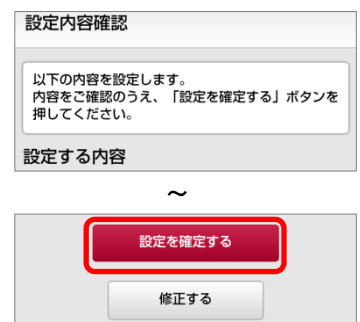 設定内容確認
以下の内容を設定します。
内容をご確認のうえ、「設定を確定する」ボタンを
押してください。
設定する内容
～
設定を確定する
修正する